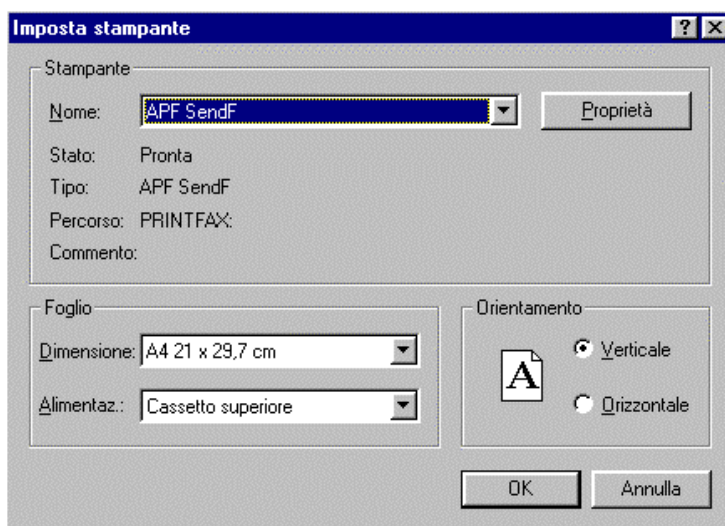 Imposta stampante
Stampante
Nome: APF SendF Proprietà
Stato: Pronta
Tipo: APF SendF
Percorso: PRINTFAX:
Commento:
Foglio
Dimensione: A4 21 x 29,7 cm
Alimentaz.: Cassetto superiore
Orientamento
A
Verticale
Orizzontale
OK Annulla